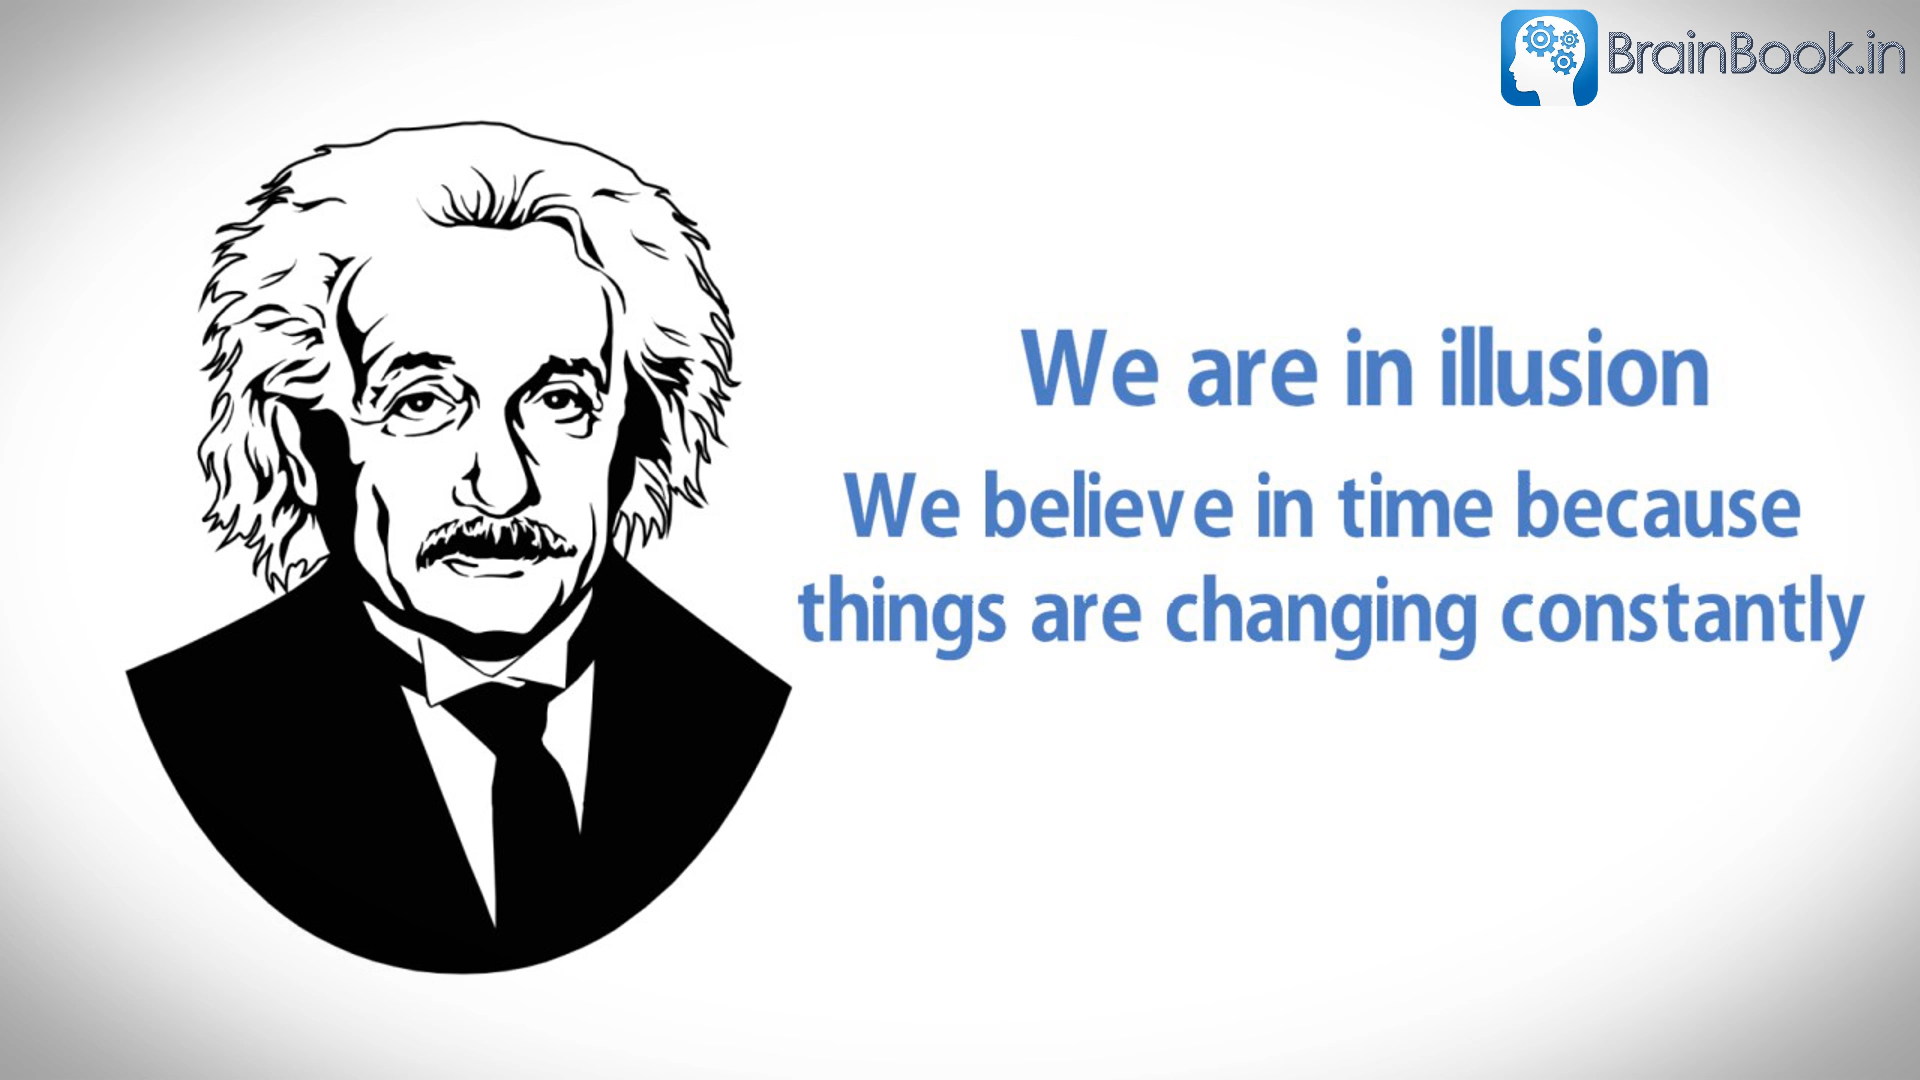 BrainBook.in
We are in illusion
We believe in time because
things are changing constantly